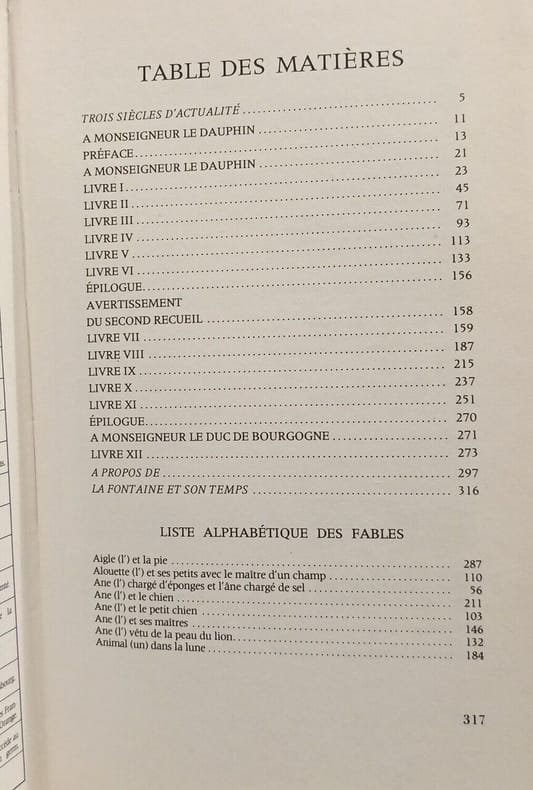 TABLE DES MATIÈRES
TROIS SIÈCLES D'ACTUALITÉ ........ 5
A MONSEIGNEUR LE DAUPHIN ........ 11
PRÉFACE ........ 13
A MONSEIGNEUR LE DAUPHIN ........ 21
LIVRE I ........ 23
LIVRE II ........ 45
LIVRE III ........ 71
LIVRE IV ........ 93
LIVRE V ........ 113
LIVRE VI ........ 133
ÉPILOGUE ........ 156
AVERTISSEMENT
DU SECOND RECUEIL ........ 158
LIVRE VII ........ 159
LIVRE VIII ........ 187
LIVRE IX ........ 215
LIVRE X ........ 237
LIVRE XI ........ 251
ÉPILOGUE ........ 270
A MONSEIGNEUR LE DUC DE BOURGOGNE ........ 271
LIVRE XII ........ 273
A PROPOS DE ........ 297
LA FONTAINE ET SON TEMPS ........ 316
LISTE ALPHABÉTIQUE DES FABLES
Aigle (l') et la pie ........ 287
Alouette (l') et ses petits avec le maître d'un champ ........ 110
Ane (l') chargé d'éponges et l'âne chargé de sel ........ 56
Ane (l') et le chien ........ 211
Ane (l') et le petit chien ........ 103
Ane (l') et ses maîtres ........ 146
Ane (l') vêtu de la peau du lion ........ 132
Animal (un) dans la lune ........ 184
317